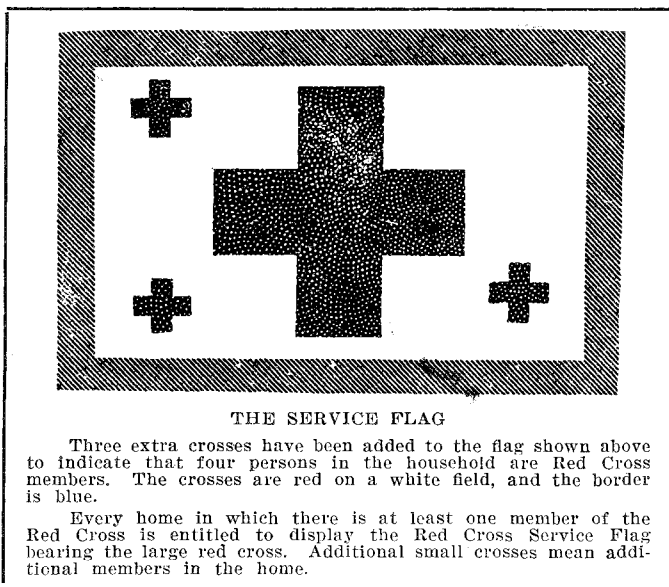 THE SERVICE FLAG
Three extra crosses have been added to the flag shown above
to indicate that four persons in the household are Red Cross
members. The crosses are red on a white field, and the border
is blue.
Every home in which there is at least one member of the
Red Cross is entitled to display the Red Cross Service Flag
bearing the large red cross. Additional small crosses mean addi-
tional members in the home.